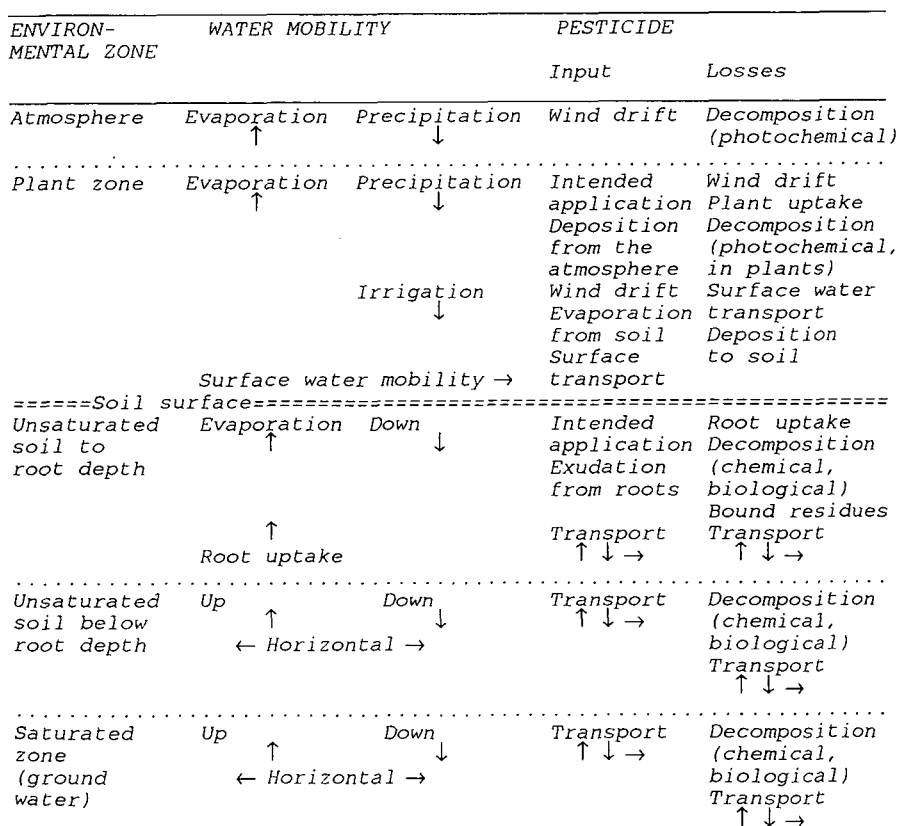 ENVIRON- WATER MOBILITY PESTICIDE
MENTAL ZONE
Input Losses
Atmosphere Evaporation Precipitation Wind drift Decomposition
↑ ↓ (photochemical)
Plant zone Evaporation Precipitation Intended Wind drift
↑ ↓ application Plant uptake
Deposition Decomposition
from the (photochemical,
atmosphere in plants)
Irrigation Wind drift Surface water
↓ Evaporation transport
from soil Deposition
Surface to soil
Surface water mobility → transport
======Soil surface======
Unsaturated Evaporation Down Intended Root uptake
soil to ↑ ↓ application Decomposition
root depth Exudation (chemical,
from roots biological)
Bound residues
↑ Transport Transport
Root uptake ↑ ↓ → ↑ ↓ →
Unsaturated Up Down Transport Decomposition
soil below ↑ ↓ ↑ ↓ → (chemical,
root depth ← Horizontal → biological)
Transport
↑ ↓ →
Saturated Up Down Transport Decomposition
zone ↑ ↓ ↑ ↓ → (chemical,
(ground ← Horizontal → biological)
water) Transport
↑ ↓ →